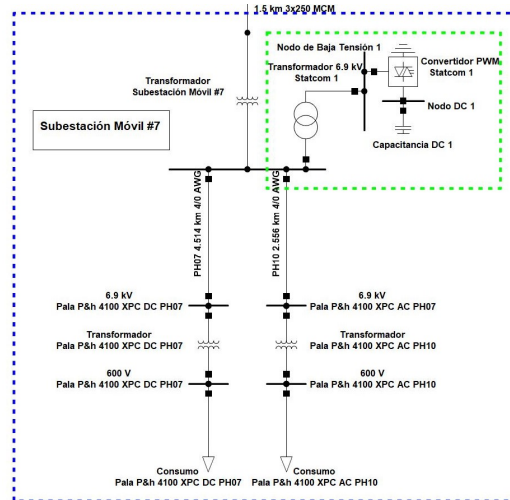 1.5 km 3x250 MCM
Nodo de Baja Tensión 1
Transformador 6.9 kV
Statcom 1
Convertidor PWM
Statcom 1
Transformador
Subestación Móvil #7
Nodo DC 1
Subestación Móvil #7
Capacitancia DC 1
PH07 4.514 km 4/0 AWG
PH10 2.556 km 4/0 AWG
6.9 kV
Pala P&h 4100 XPC DC PH07
6.9 kV
Pala P&h 4100 XPC AC PH07
Transformador
Pala P&h 4100 XPC DC PH07
Transformador
Pala P&h 4100 XPC AC PH10
600 V
Pala P&h 4100 XPC DC PH07
600 V
Pala P&h 4100 XPC AC PH10
Consumo
Pala P&h 4100 XPC DC PH07
Consumo
Pala P&h 4100 XPC AC PH10